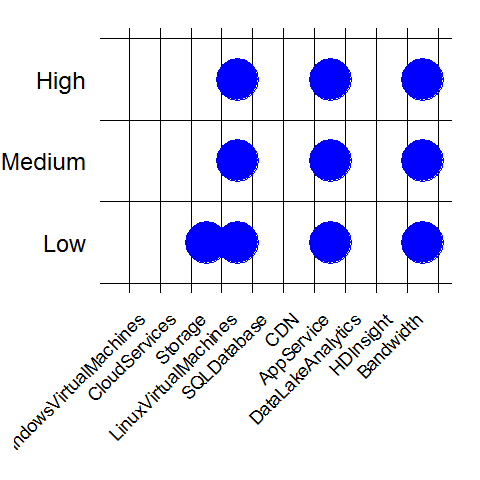 High
Medium
Low
ndowsVirtualMachines
CloudServices
Storage
LinuxVirtualMachines
SQLDatabase
CDN
AppService
DataLakeAnalytics
HDInsight
Bandwidth